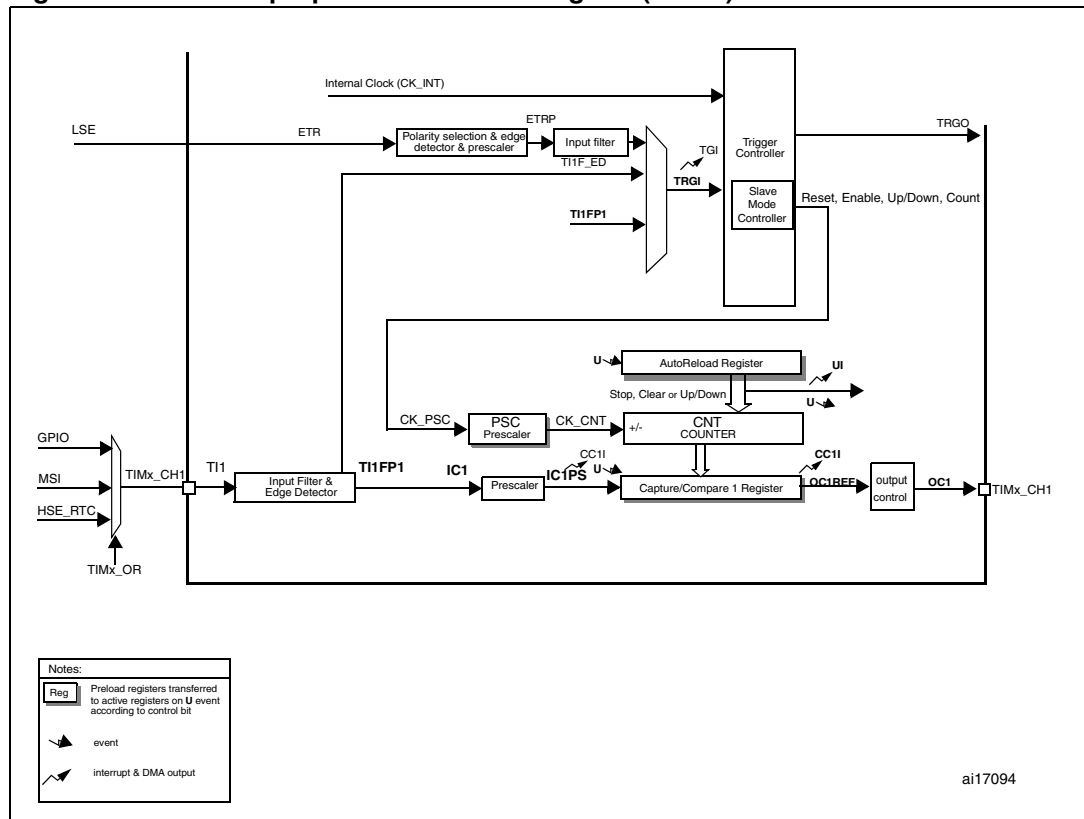 Internal Clock (CK_INT)
LSE
ETR
Polarity selection & edge
detector & prescaler
ETRP
Input filter
TI1F_ED
TI1FP1
TGI
TRGI
Trigger
Controller
Slave
Mode
Controller
TRGO
Reset, Enable, Up/Down, Count
U
AutoReload Register
UI
Stop, Clear or Up/Down
U
CK_PSC
PSC
Prescaler
CK_CNT
+/-
CNT
COUNTER
GPIO
MSI
HSE_RTC
TIMx_OR
TIMx_CH1
TI1
Input Filter &
Edge Detector
TI1FP1
IC1
Prescaler
CC1I
IC1PS
U
Capture/Compare 1 Register
CC1I
OC1REF
output
control
OC1
TIMx_CH1
Notes:
Reg
Preload registers transferred
to active registers on U event
according to control bit
event
interrupt & DMA output
ai17094